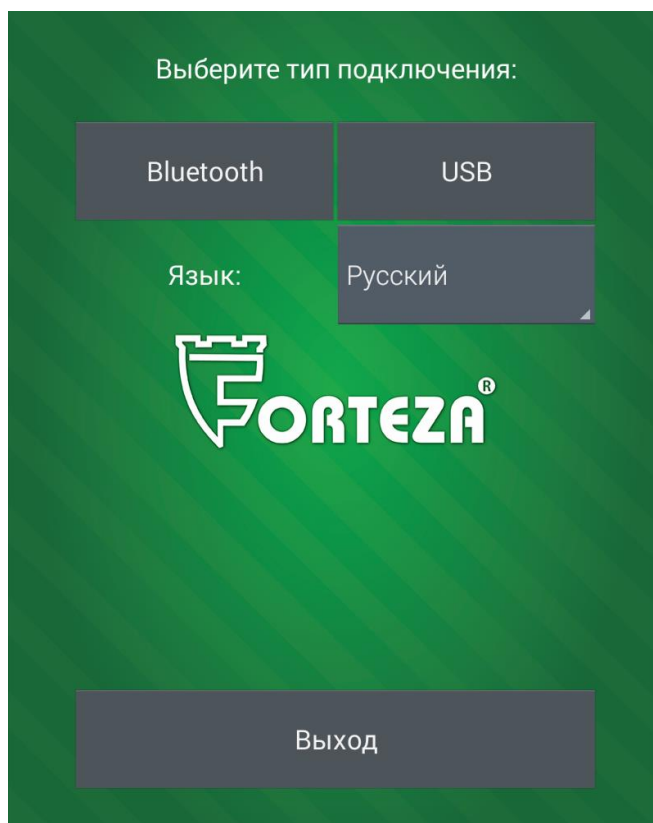 Выберите тип подключения:
Bluetooth USB
Язык: Русский
FORTEZA®
Выход